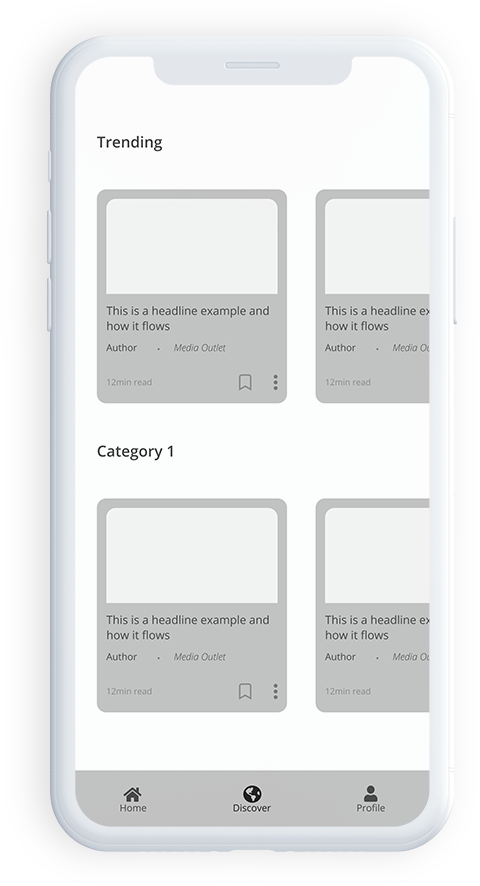 Trending
This is a headline example and
how it flows
Author • Media Outlet
12min read
This is a headline ex
how it flows
Author • Media Ou
12min read
Category 1
This is a headline example and
how it flows
Author • Media Outlet
12min read
This is a headline ex
how it flows
Author • Media Ou
12min read
Home
Discover
Profile